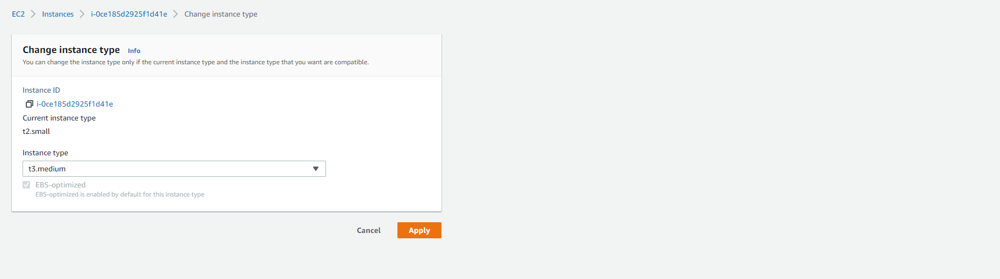 EC2 > Instances > i-0ce185d2925f1d41e > Change instance type
Change instance type Info
You can change the instance type only if the current instance type and the instance type that you want are compatible.
Instance ID
i-0ce185d2925f1d41e
Current instance type
t2.small
Instance type
t3.medium
EBS-optimized
EBS-optimized is enabled by default for this instance type
Cancel Apply